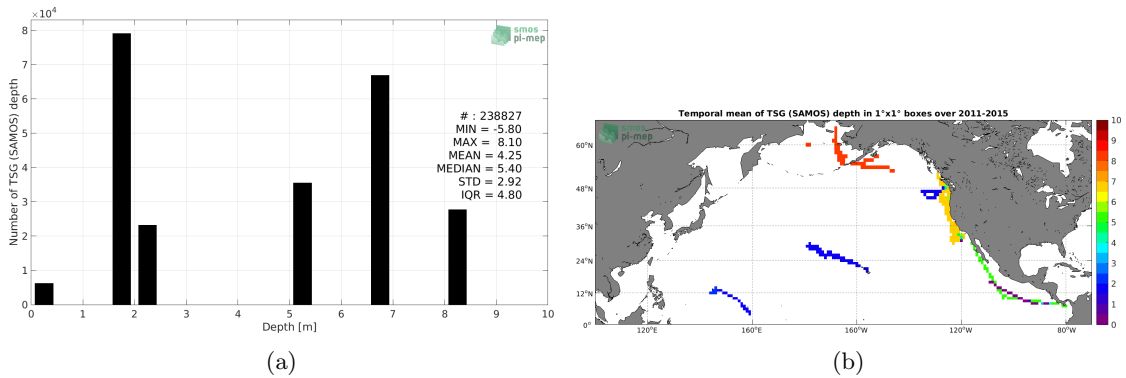 ×10⁴
smos
pi-mep
8
7
6
5
4
3
2
1
0
Number of TSG (SAMOS) depth
# : 238827
MIN = -5.80
MAX = 8.10
MEAN = 4.25
MEDIAN = 5.40
STD = 2.92
IQR = 4.80
0 1 2 3 4 5 6 7 8 9 10
Depth [m]
(a)
Temporal mean of TSG (SAMOS) depth in 1°x1° boxes over 2011-2015
smos
pi-mep
60°N
48°N
36°N
24°N
12°N
0°
120°E 160°E 160°W 120°W 80°W
10
9
8
7
6
5
4
3
2
1
0
(b)